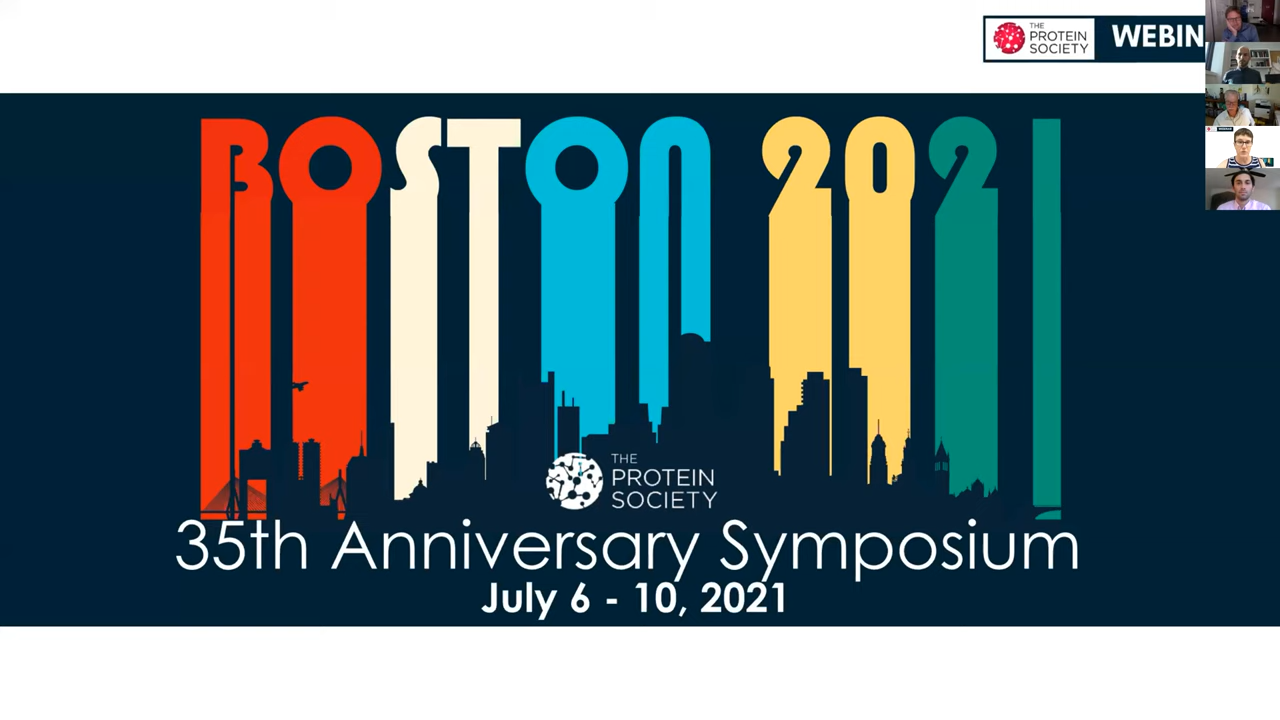 THE
PROTEIN
SOCIETY
WEBIN
BOSTON 2021
THE
PROTEIN
SOCIETY
35th Anniversary Symposium
July 6 - 10, 2021